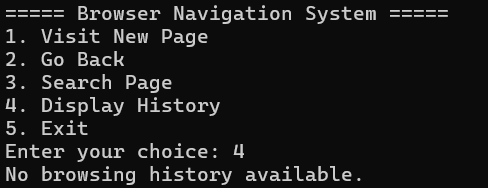 ===== Browser Navigation System =====
1. Visit New Page
2. Go Back
3. Search Page
4. Display History
5. Exit
Enter your choice: 4
No browsing history available.